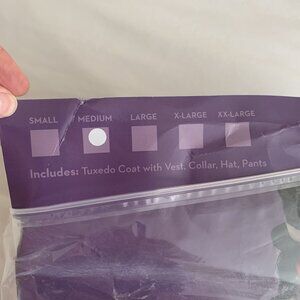 SMALL MEDIUM LARGE X-LARGE XX-LARGE
Includes: Tuxedo Coat with Vest, Collar, Hat, Pants